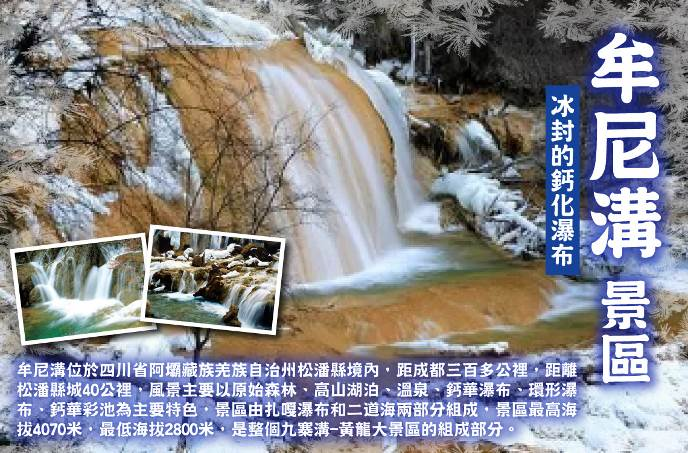 牟尼溝景區
冰封的鈣化瀑布
牟尼溝位於四川省阿壩藏族羌族自治州松潘縣境內，距成都三百多公裡，距離
松潘縣城40公裡，風景主要以原始森林、高山湖泊、溫泉、鈣華瀑布、環形瀑
布、鈣華彩池為主要特色，景區由扎嘎瀑布和二道海兩部分組成，景區最高海
拔4070米，最低海拔2800米，是整個九寨溝-黃龍大景區的組成部分。